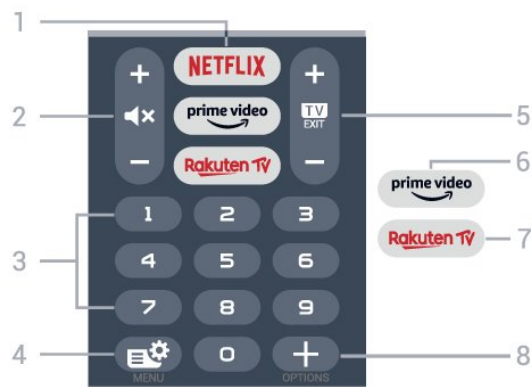 1
NETFLIX
2
prime video
TV
EXIT
5
Rakuten TV
6
prime video
3
1 2 3
4 5 6
7 8 9
Rakuten TV
7
4
MENU
0
OPTIONS
8